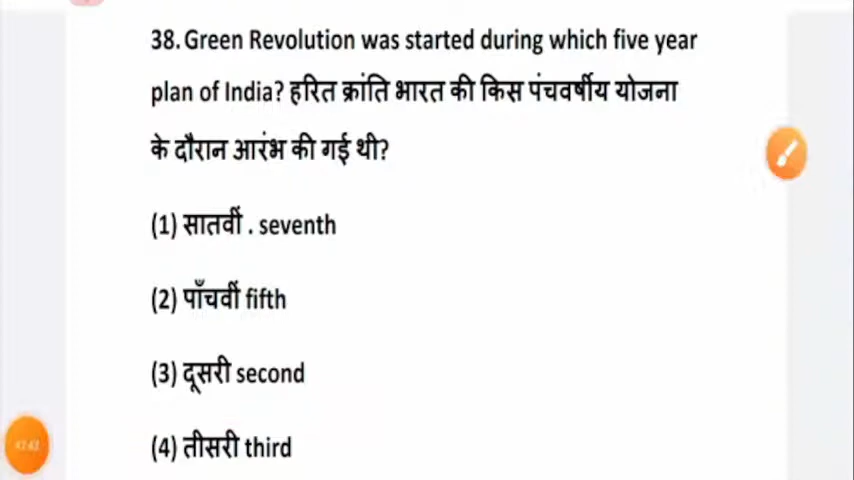 38. Green Revolution was started during which five year
plan of India? हरित क्रांति भारत की किस पंचवर्षीय योजना
के दौरान आरंभ की गई थी?
(1) सातवीं . seventh
(2) पाँचवीं fifth
(3) दूसरी second
(4) तीसरी third